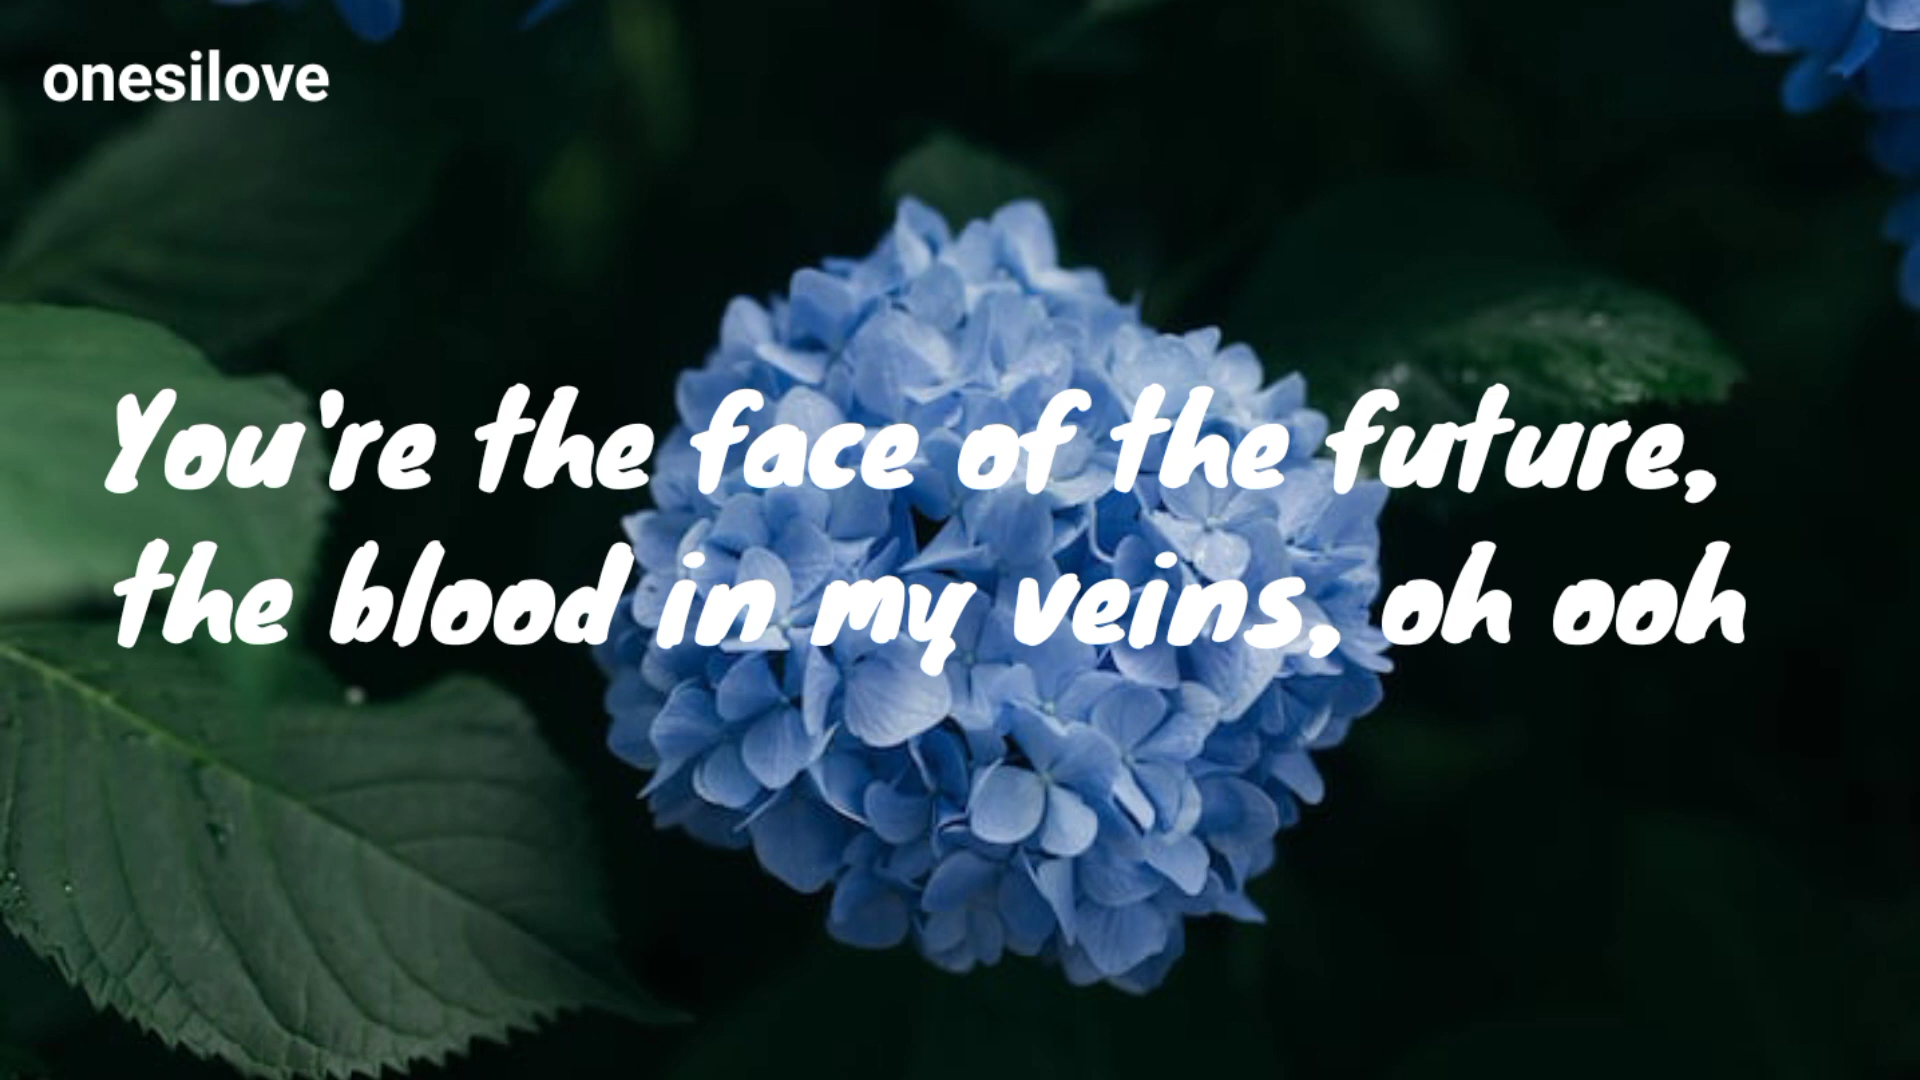 onesilove
You're the face of the future,
the blood in my veins, oh ooh